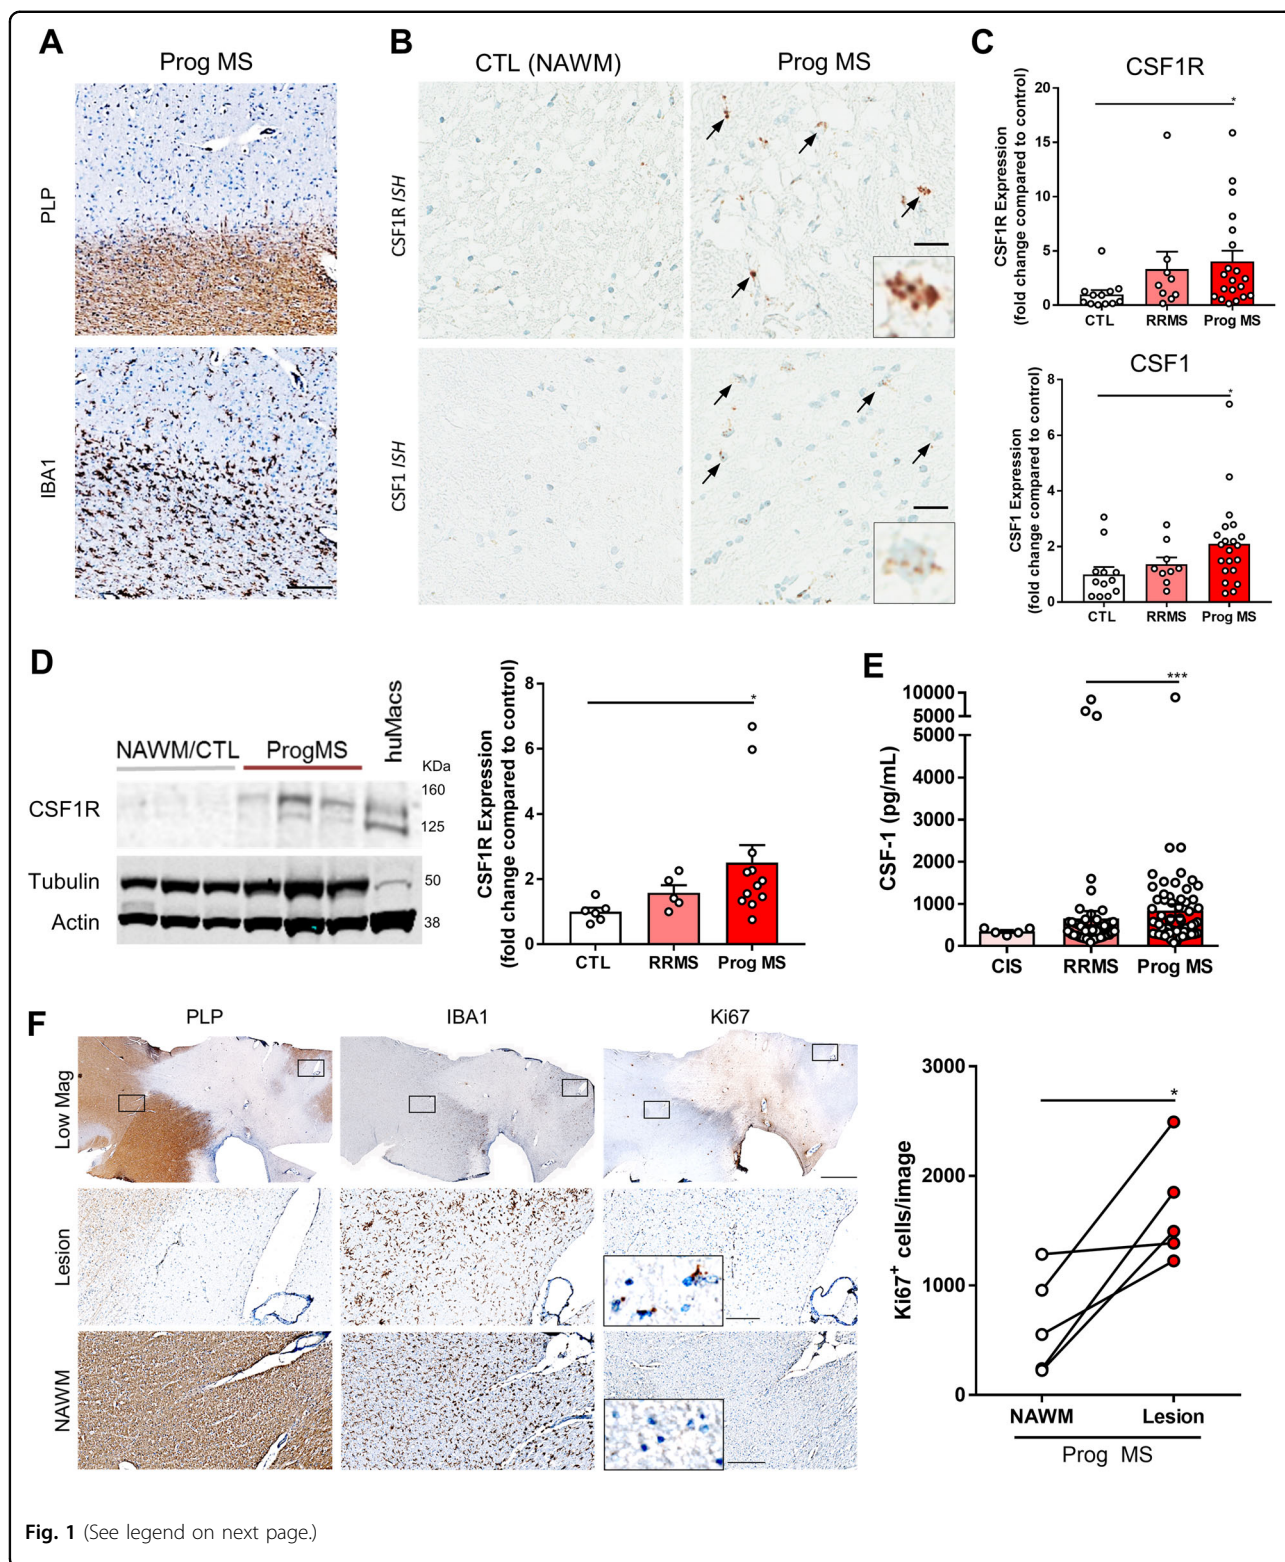 A
Prog MS
PLP
IBA1
B
CTL (NAWM)
Prog MS
CSF1R ISH
CSF1 ISH
C
CSF1R
CSF1R Expression
(fold change compared to control)
20
15
10
5
0
*
CTL
RRMS
Prog MS
CSF1
CSF1 Expression
(fold change compared to control)
8
6
4
2
0
*
CTL
RRMS
Prog MS
D
NAWM/CTL
ProgMS
huMacs
KDa
CSF1R
160
125
Tubulin
50
Actin
38
CSF1R Expression
(fold change compared to control)
8
6
4
2
0
*
CTL
RRMS
Prog MS
E
CSF-1 (pg/mL)
10000
5000
5000
4000
3000
2000
1000
0
***
CIS
RRMS
Prog MS
F
PLP
IBA1
Ki67
Low Mag
Lesion
NAWM
Ki67+ cells/image
3000
2000
1000
0
*
NAWM
Lesion
Prog MS
Fig. 1 (See legend on next page.)